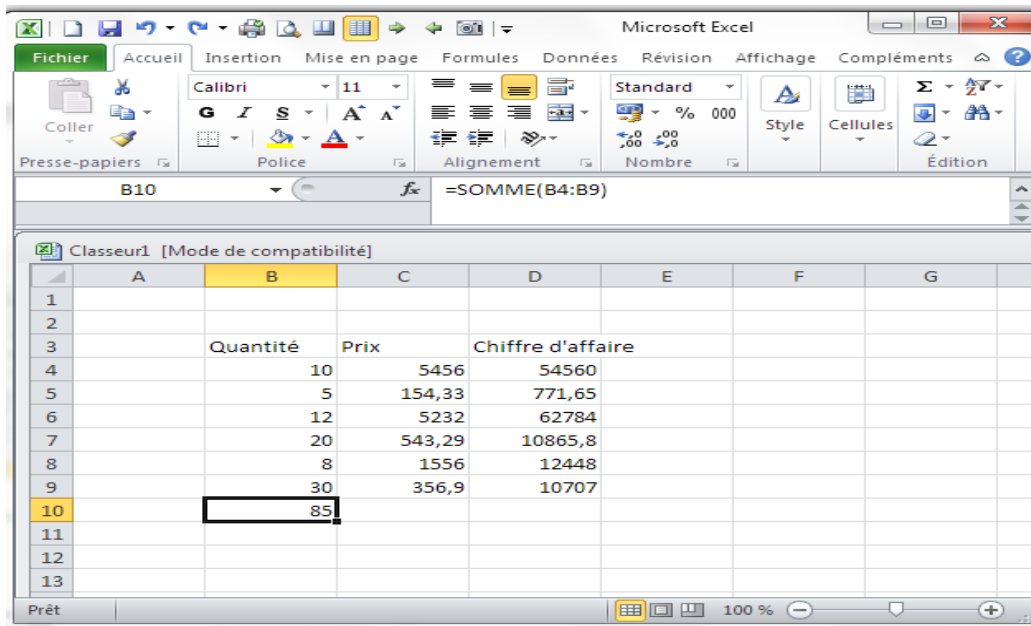 Microsoft Excel
Fichier Accueil Insertion Mise en page Formules Données Révision Affichage Compléments
Coller
Calibri 11
G I S A A
A
Standard
% 000
,00 ,0
Style
Cellules
Σ
Presse-papiers Police Alignement Nombre Édition
B10 fx =SOMME(B4:B9)
Classeur1 [Mode de compatibilité]
A B C D E F G
1
2
3 Quantité Prix Chiffre d'affaire
4 10 5456 54560
5 5 154,33 771,65
6 12 5232 62784
7 20 543,29 10865,8
8 8 1556 12448
9 30 356,9 10707
10 85
11
12
13
Prêt 100 %